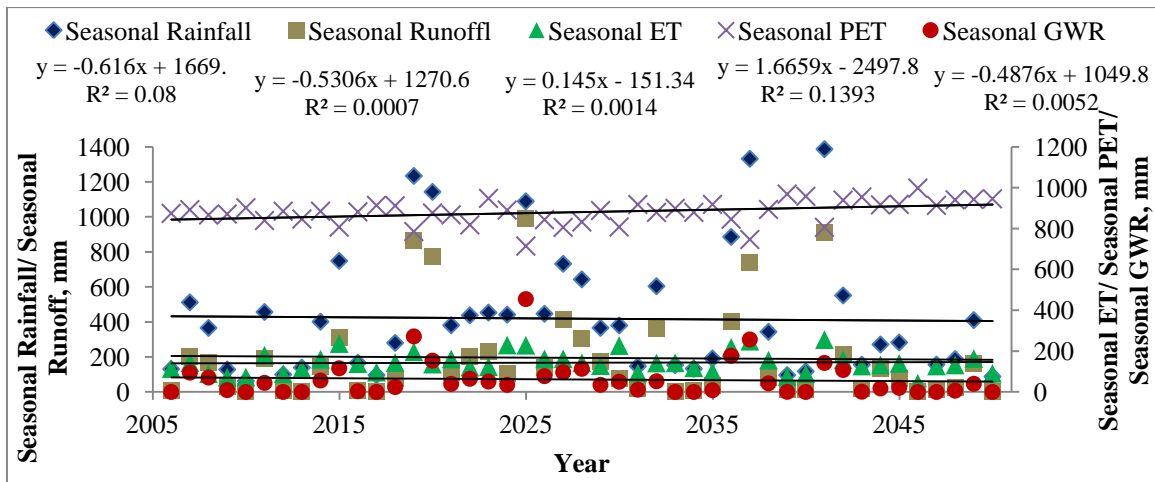 Seasonal Rainfall Seasonal Runoffl Seasonal ET Seasonal PET Seasonal GWR
y = -0.616x + 1669.
R² = 0.08
y = -0.5306x + 1270.6
R² = 0.0007
y = 0.145x - 151.34
R² = 0.0014
y = 1.6659x - 2497.8
R² = 0.1393
y = -0.4876x + 1049.8
R² = 0.0052
Seasonal Rainfall/ Seasonal
Runoff, mm
1400
1200
1000
800
600
400
200
0
1200
1000
800
600
400
200
0
Seasonal ET/ Seasonal PET/
Seasonal GWR, mm
2005 2015 2025 2035 2045
Year